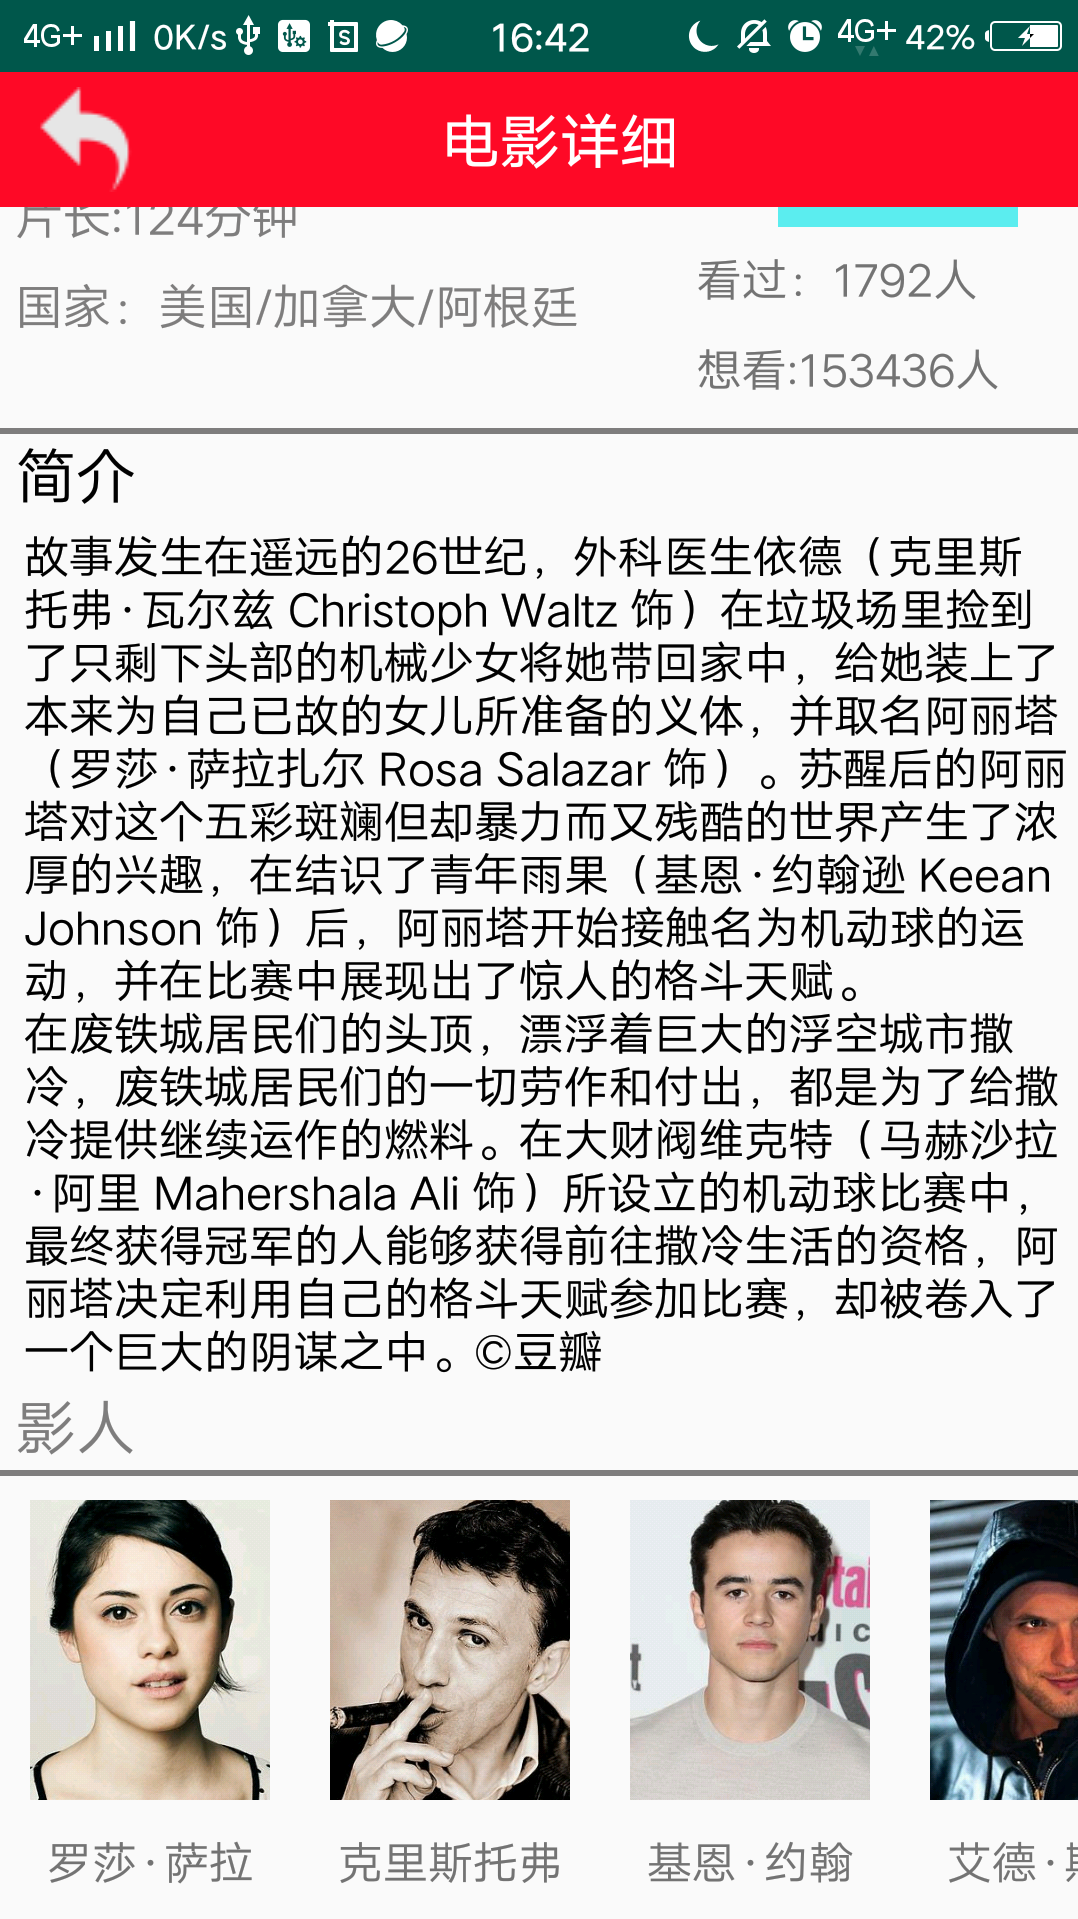 4G+ 0K/s 16:42 4G+ 42%
电影详细
片长:124分钟
国家：美国/加拿大/阿根廷
看过：1792人
想看:153436人
简介
故事发生在遥远的26世纪，外科医生依德（克里斯
托弗·瓦尔兹 Christoph Waltz 饰）在垃圾场里捡到
了只剩下头部的机械少女将她带回家中，给她装上了
本来为自己已故的女儿所准备的义体，并取名阿丽塔
（罗莎·萨拉扎尔 Rosa Salazar 饰）。苏醒后的阿丽
塔对这个五彩斑斓但却暴力而又残酷的世界产生了浓
厚的兴趣，在结识了青年雨果（基恩·约翰逊 Keean
Johnson 饰）后，阿丽塔开始接触名为机动球的运
动，并在比赛中展现出了惊人的格斗天赋。
在废铁城居民们的头顶，漂浮着巨大的浮空城市撒
冷，废铁城居民们的一切劳作和付出，都是为了给撒
冷提供继续运作的燃料。在大财阀维克特（马赫沙拉
·阿里 Mahershala Ali 饰）所设立的机动球比赛中，
最终获得冠军的人能够获得前往撒冷生活的资格，阿
丽塔决定利用自己的格斗天赋参加比赛，却被卷入了
一个巨大的阴谋之中。©豆瓣
影人
罗莎·萨拉
克里斯托弗
基恩·约翰
艾德·